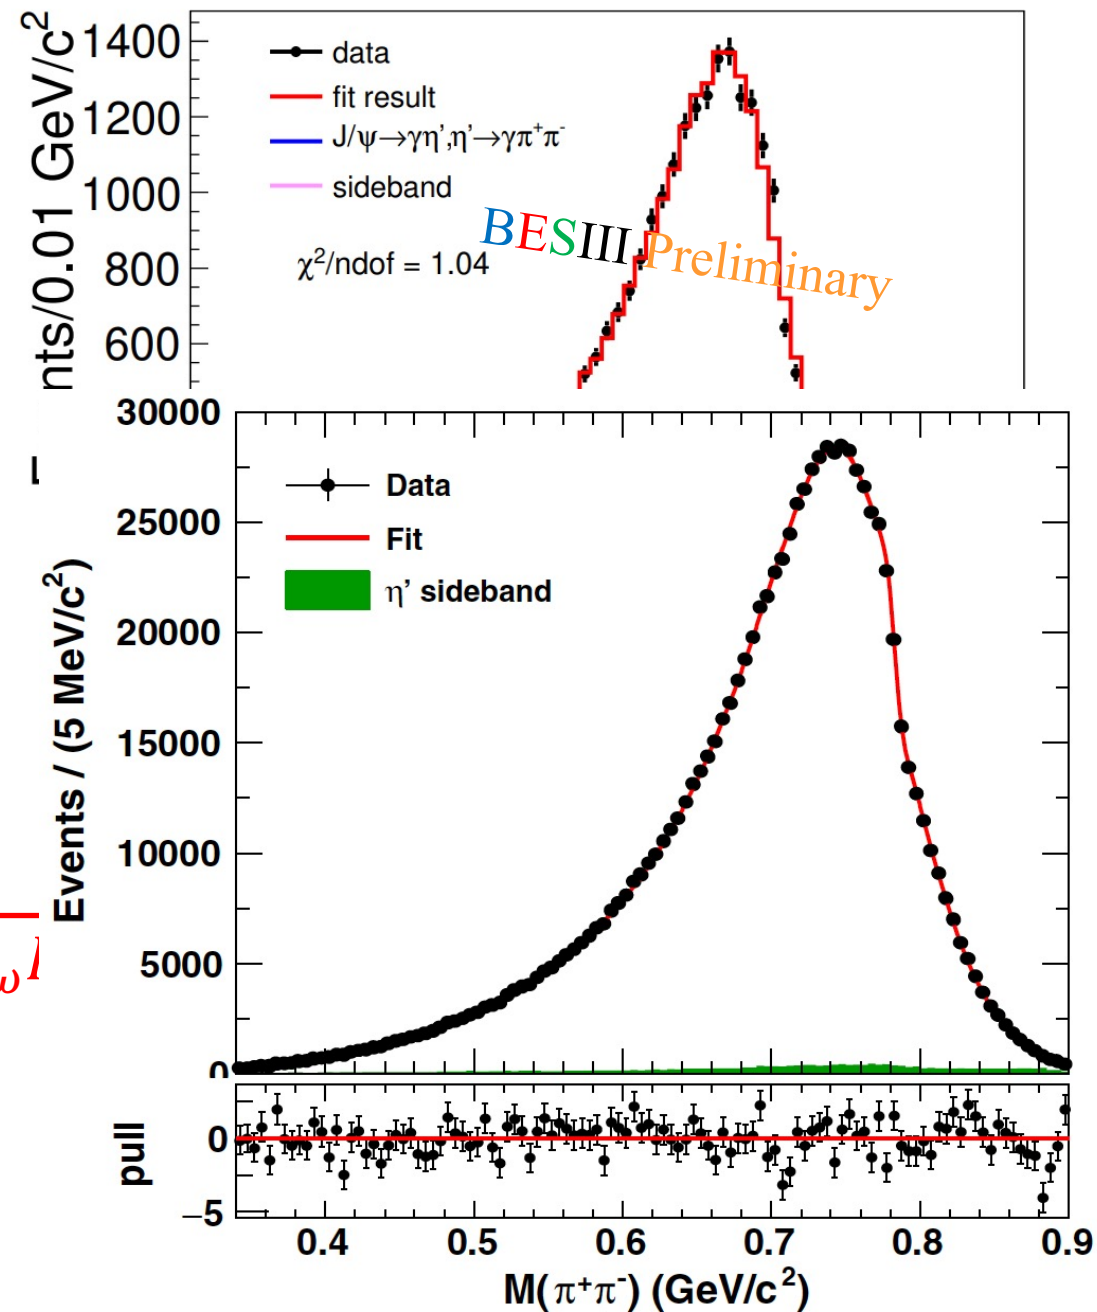 nts/0.01 GeV/c²
1400
1200
1000
800
600
data
fit result
J/ψ→γη',η'→γπ⁺π⁻
sideband
χ²/ndof = 1.04
BESIII Preliminary
Events / (5 MeV/c²)
30000
25000
20000
15000
10000
5000
0
Data
Fit
η' sideband
ω
pull
0
−5
0.4 0.5 0.6 0.7 0.8 0.9
M(π⁺π⁻) (GeV/c²)